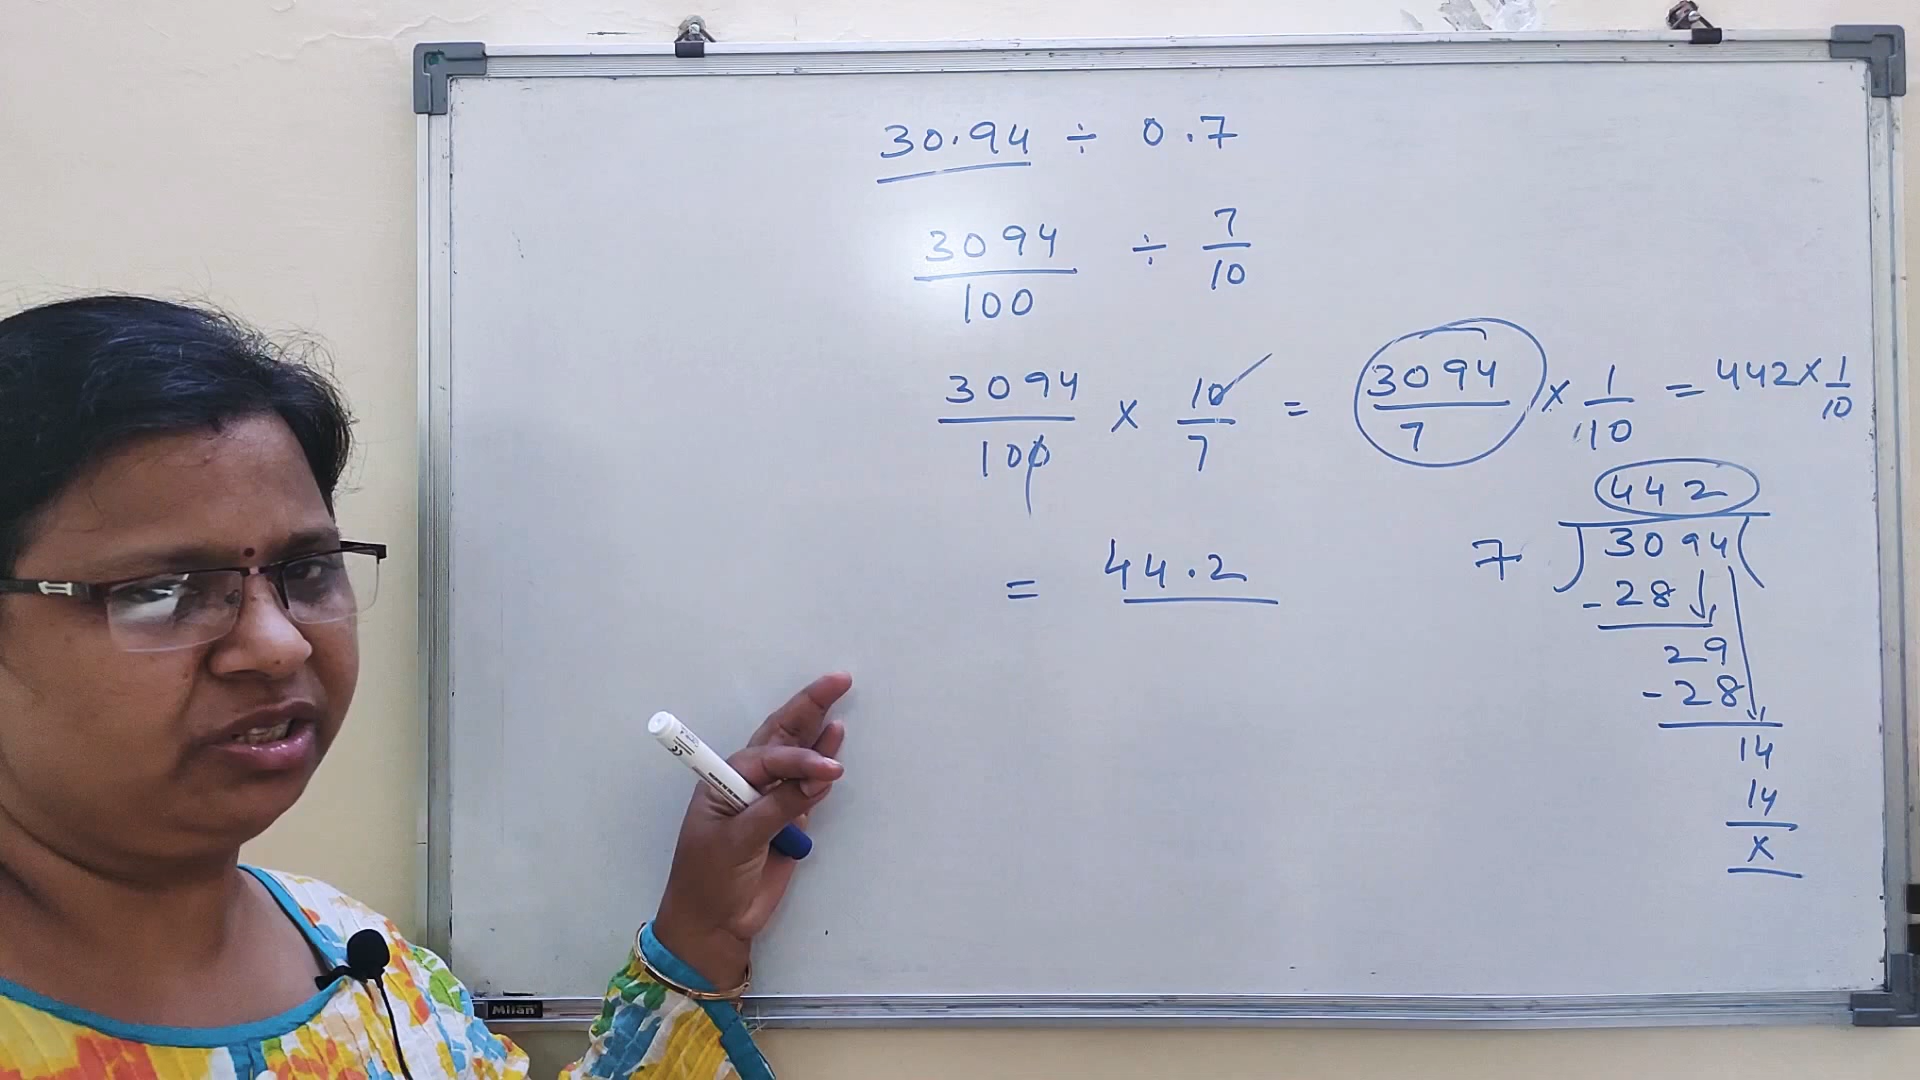 30.94 ÷ 0.7
3094/100 ÷ 7/10
3094/100 × 10/7 = 3094/7 × 1/10 = 442 × 1/10
= 44.2
442
7 ) 3094 (
- 28
29
- 28
14
14
x
Milan